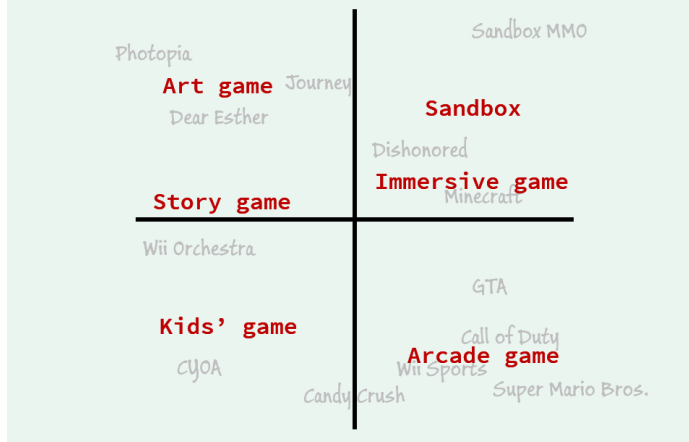 Sandbox MMO
Photopia
Art game
Journey
Sandbox
Dear Esther
Dishonored
Immersive game
Minecraft
Story game
Wii Orchestra
GTA
Kids’ game
Call of Duty
Arcade game
CYOA
Wii Sports
Candy Crush
Super Mario Bros.